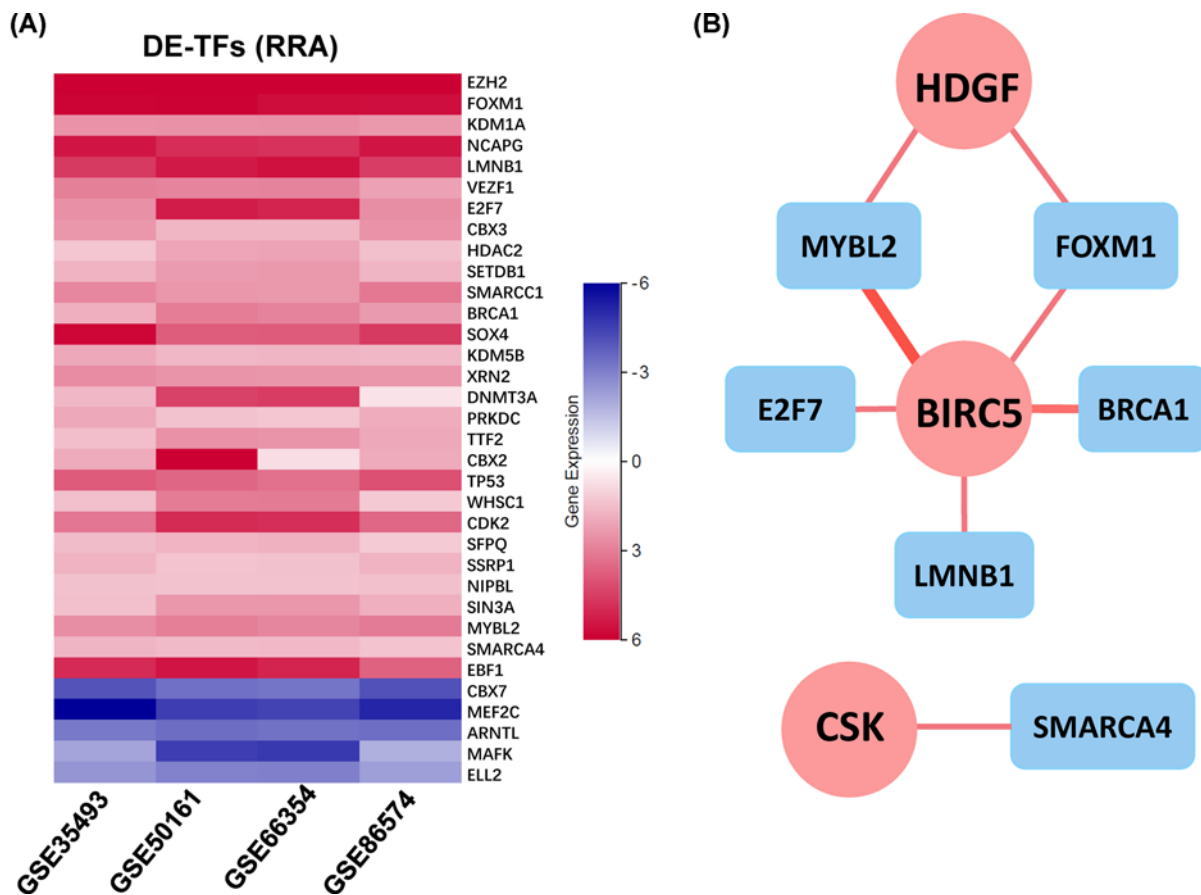 (A)
DE-TFs (RRA)
EZH2
FOXM1
KDM1A
NCAPG
LMNB1
VEZF1
E2F7
CBX3
HDAC2
SETDB1
SMARCC1
BRCA1
SOX4
KDM5B
XRN2
DNMT3A
PRKDC
TTF2
CBX2
TP53
WHSC1
CDK2
SFPQ
SSRP1
NIPBL
SIN3A
MYBL2
SMARCA4
EBF1
CBX7
MEF2C
ARNTL
MAFK
ELL2
GSE35493
GSE50161
GSE66354
GSE86574
Gene Expression
-6
-3
0
3
6
(B)
HDGF
MYBL2
FOXM1
E2F7
BIRC5
BRCA1
LMNB1
CSK
SMARCA4